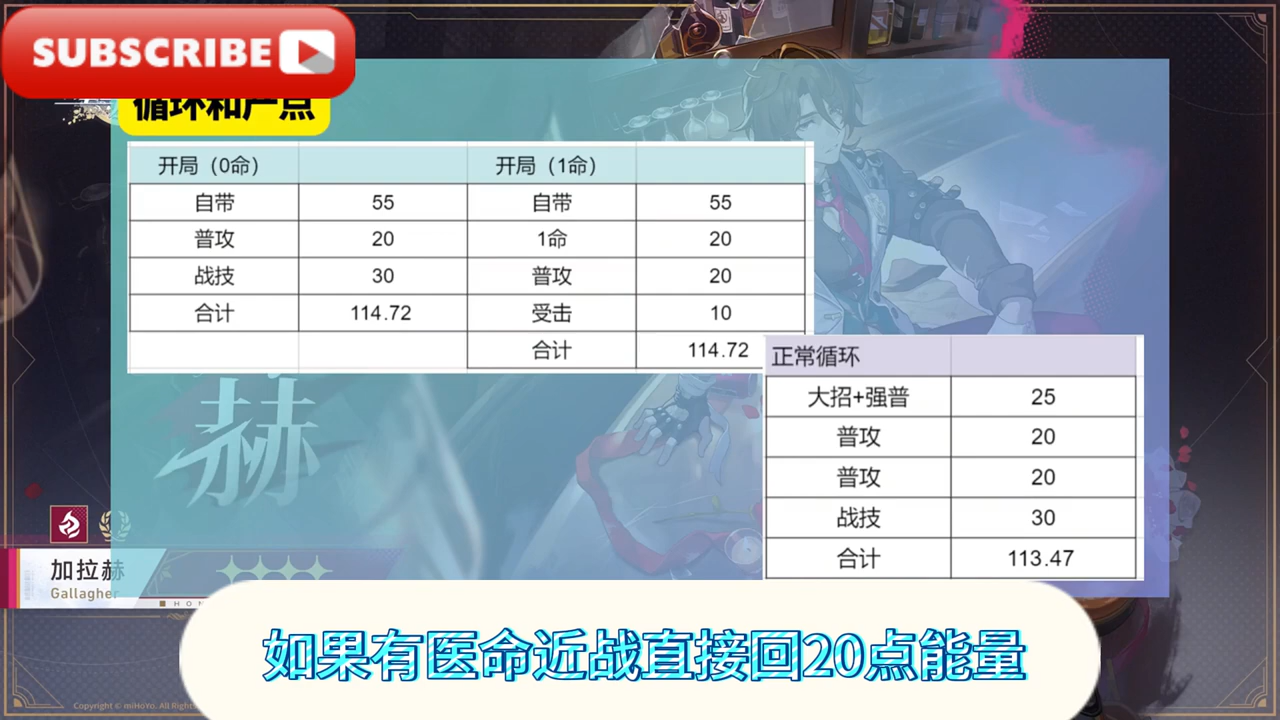 SUBSCRIBE
循环和产点
开局（0命） 开局（1命）
自带 55 自带 55
普攻 20 1命 20
战技 30 普攻 20
合计 114.72 受击 10
合计 114.72
正常循环
大招+强普 25
普攻 20
普攻 20
战技 30
合计 113.47
赫
加拉赫
Gallagher
HON
如果有医命近战直接回20点能量
Copyright © miHoYo. All Rights